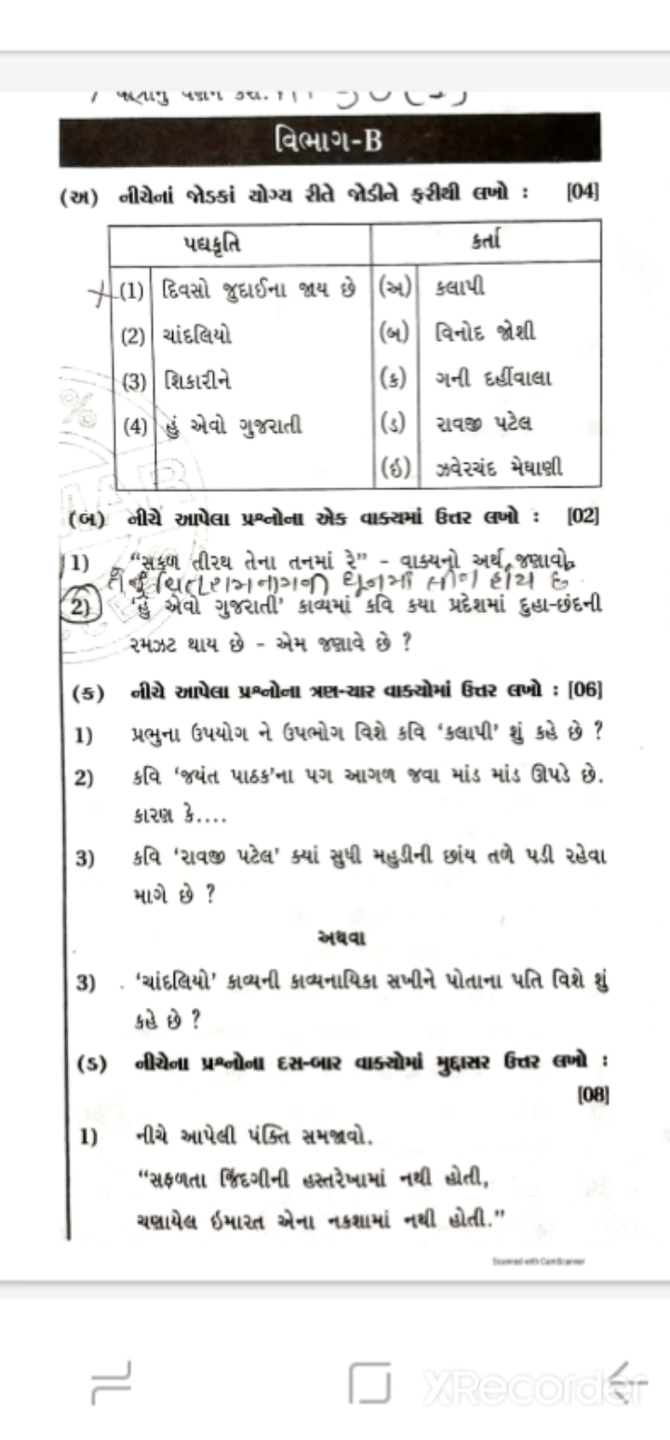 વિભાગ-B
(અ) નીચેનાં જોડકાં યોગ્ય રીતે જોડીને ફરીથી લખો : [04]
પદ્યકૃતિ કર્તા
(1) દિવસો જુદાઈના જાય છે (અ) કલાપી
(2) ચાંદલિયો (બ) વિનોદ જોશી
(3) શિકારીને (ક) ગની દહીંવાલા
(4) હું એવો ગુજરાતી (ડ) રાવજી પટેલ
(ઇ) ઝવેરચંદ મેઘાણી
(બ) નીચે આપેલા પ્રશ્નોના એક વાક્યમાં ઉત્તર લખો : [02]
1) "સકળ તીરથ તેના તનમાં રે" - વાક્યનો અર્થ જણાવો.
2) 'હું એવો ગુજરાતી' કાવ્યમાં કવિ કયા પ્રદેશમાં દુહા-છંદની
રમઝટ થાય છે - એમ જણાવે છે ?
(ક) નીચે આપેલા પ્રશ્નોના ત્રણ-ચાર વાક્યોમાં ઉત્તર લખો : [06]
1) પ્રભુના ઉપયોગ ને ઉપભોગ વિશે કવિ 'કલાપી' શું કહે છે ?
2) કવિ 'જયંત પાઠક'ના પગ આગળ જવા માંડ માંડ ઊપડે છે.
કારણ કે....
3) કવિ 'રાવજી પટેલ' ક્યાં સુધી મહુડીની છાંય તળે પડી રહેવા
માગે છે ?
અથવા
3) 'ચાંદલિયો' કાવ્યની કાવ્યનાયિકા સખીને પોતાના પતિ વિશે શું
કહે છે ?
(ડ) નીચેના પ્રશ્નોના દસ-બાર વાક્યોમાં મુદ્દાસર ઉત્તર લખો :
[08]
1) નીચે આપેલી પંક્તિ સમજાવો.
"સફળતા જિંદગીની હસ્તરેખામાં નથી હોતી,
ચણાયેલ ઇમારત એના નકશામાં નથી હોતી."
Scanned with CamScanner
XRecorder